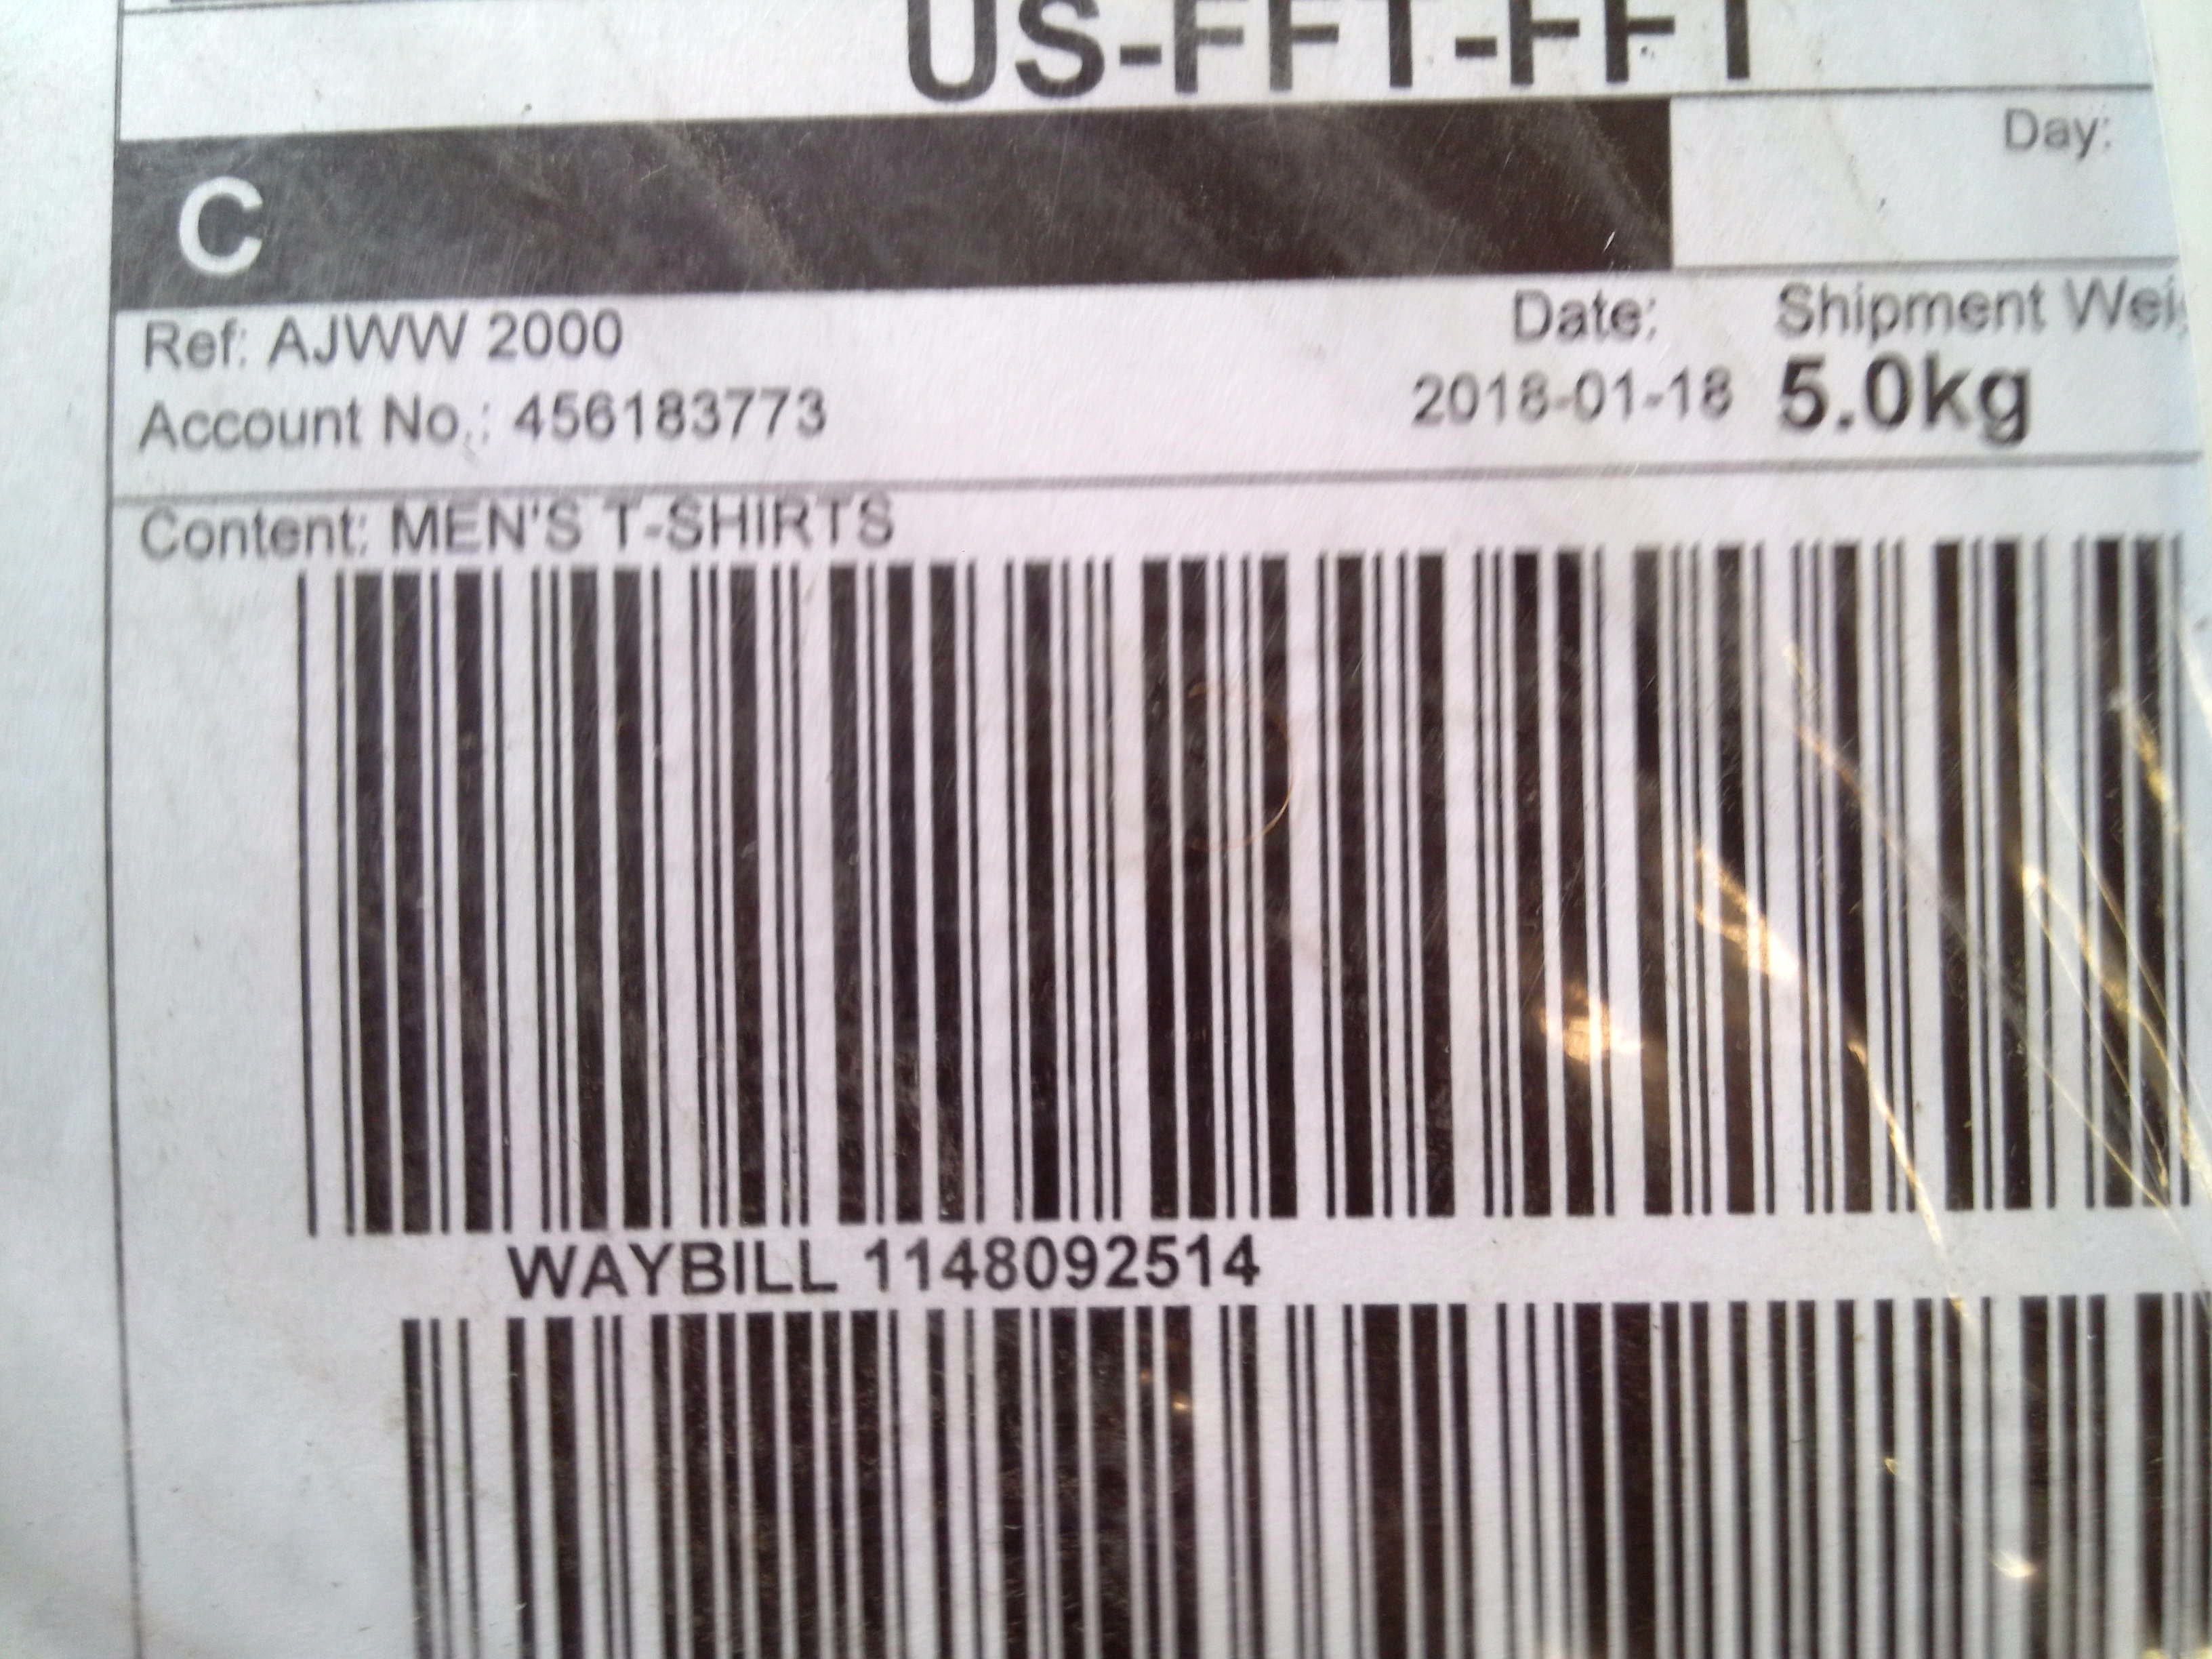 US-FFT-FFT
C
Day:
Ref: AJWW 2000
Date: Shipment
Account No.: 456183773
2018-01-18 5.0kg
Content: MEN'S T-SHIRTS
WAYBILL 1148092514